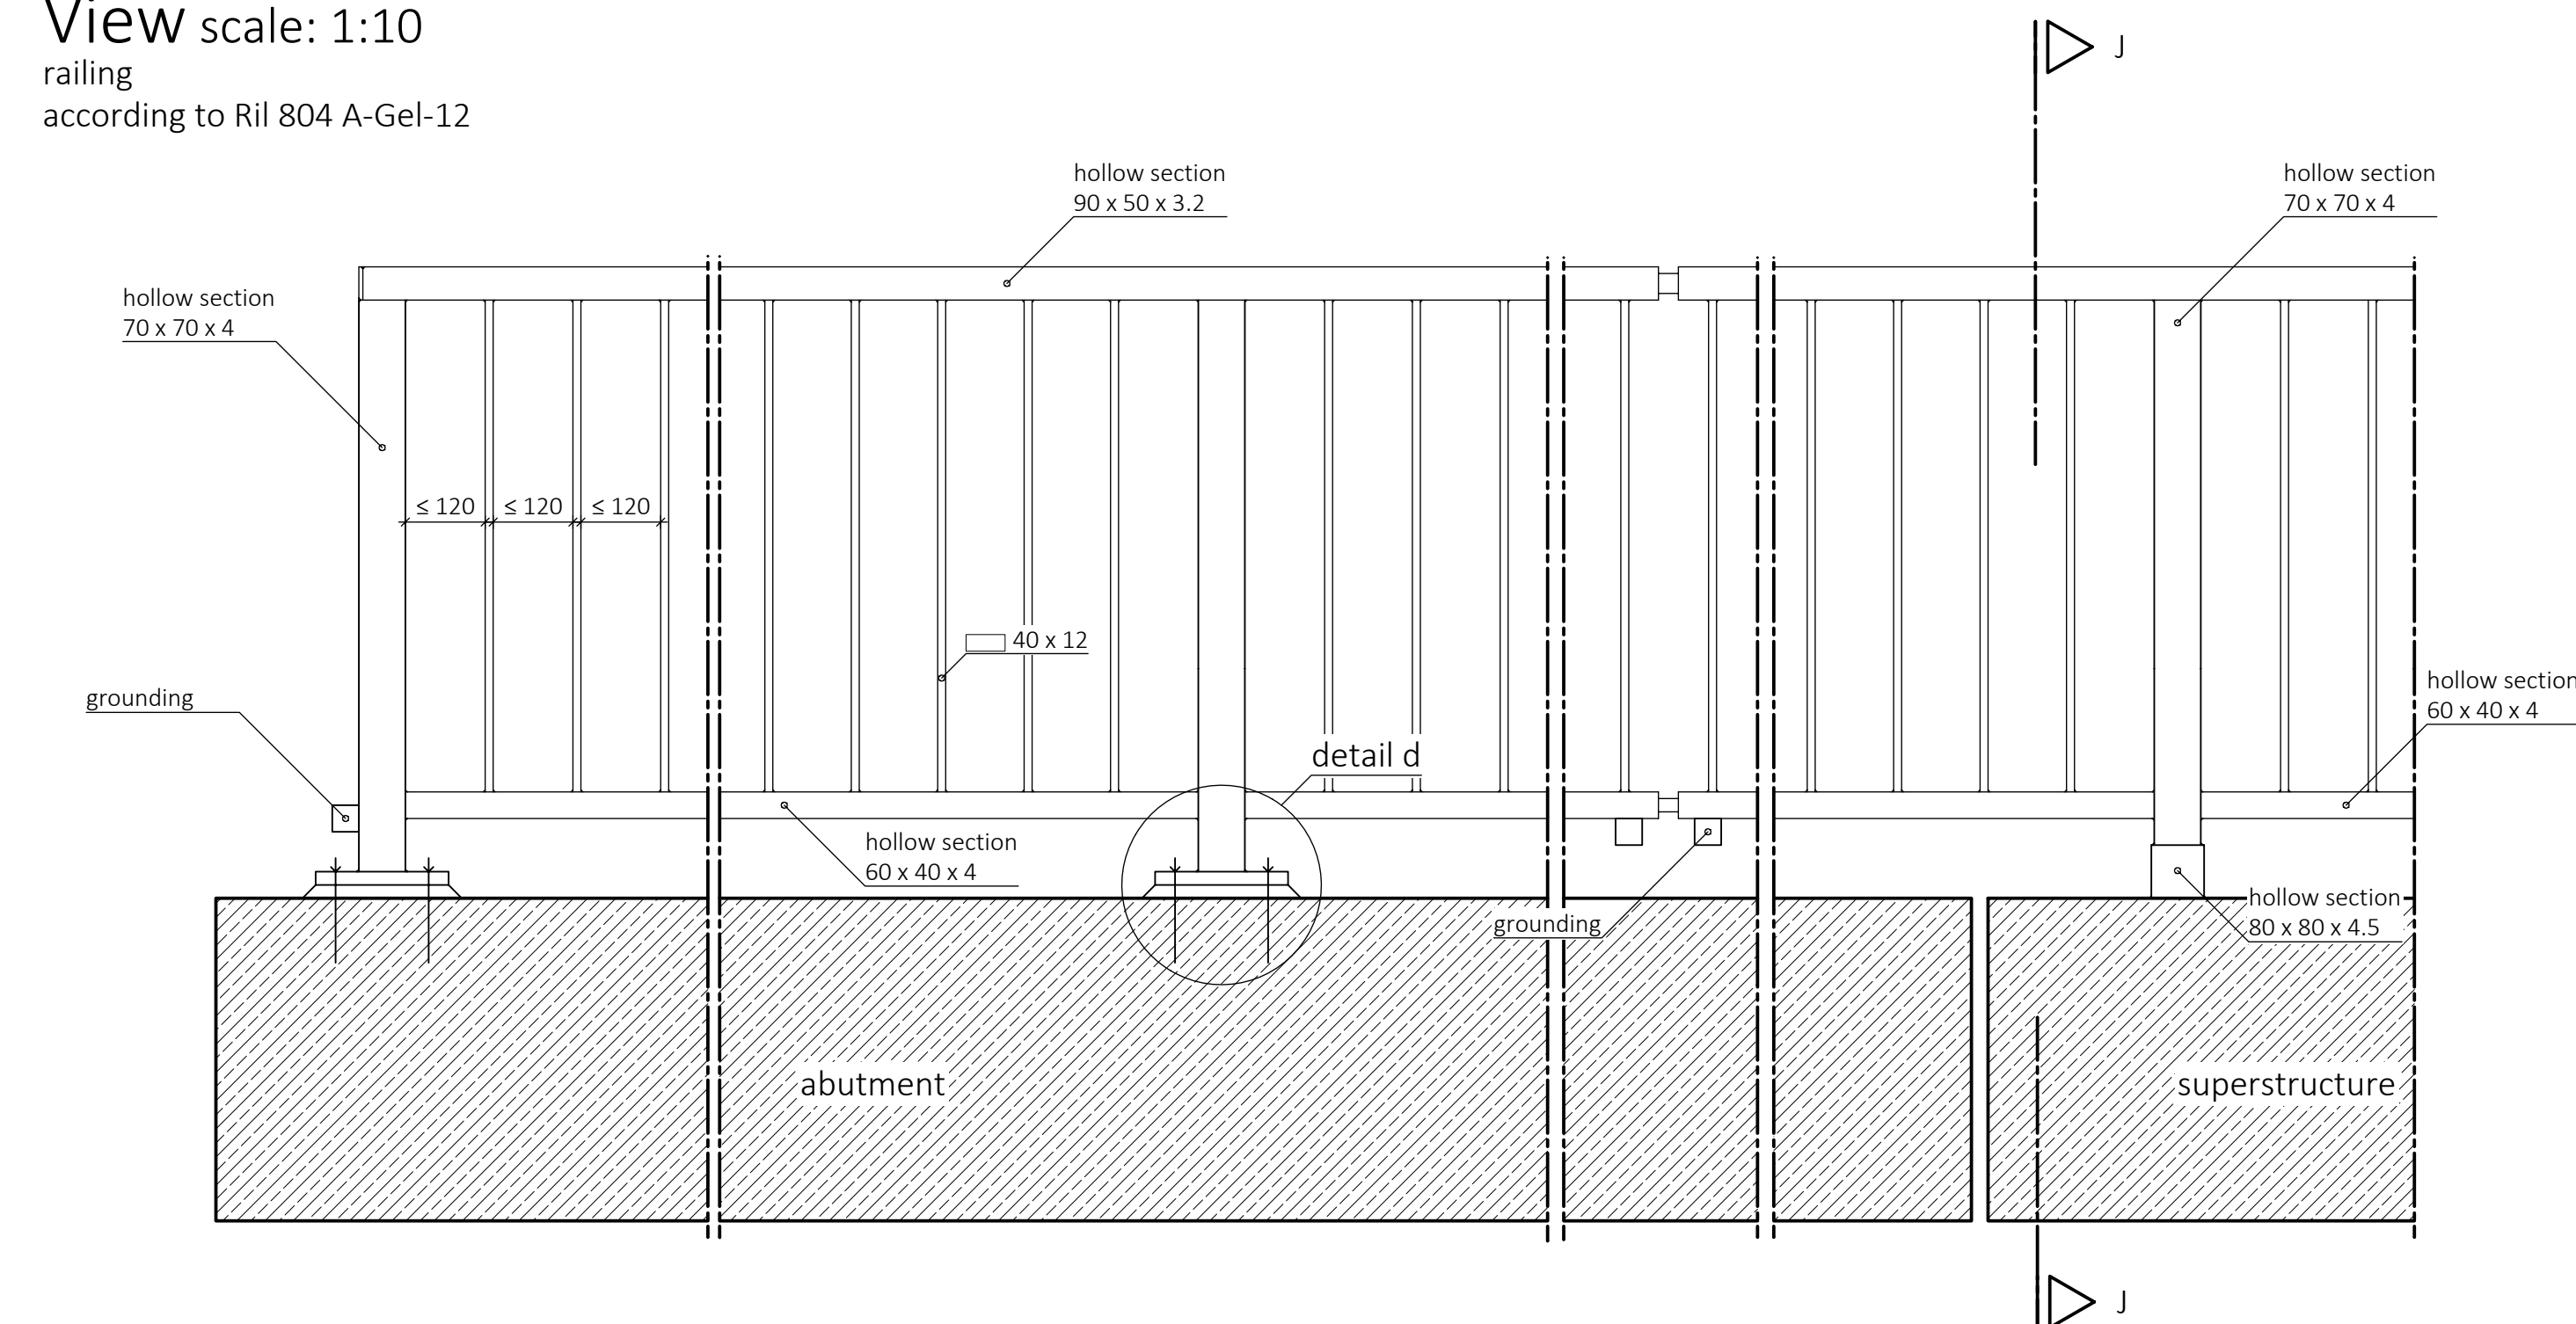 View scale: 1:10
railing
according to Ril 804 A-Gel-12
J
hollow section
90 x 50 x 3.2
hollow section
70 x 70 x 4
hollow section
70 x 70 x 4
≤ 120 ≤ 120 ≤ 120
40 x 12
grounding
detail d
hollow section
60 x 40 x 4
hollow section
60 x 40 x 4
grounding
hollow section
80 x 80 x 4.5
abutment
superstructure
J